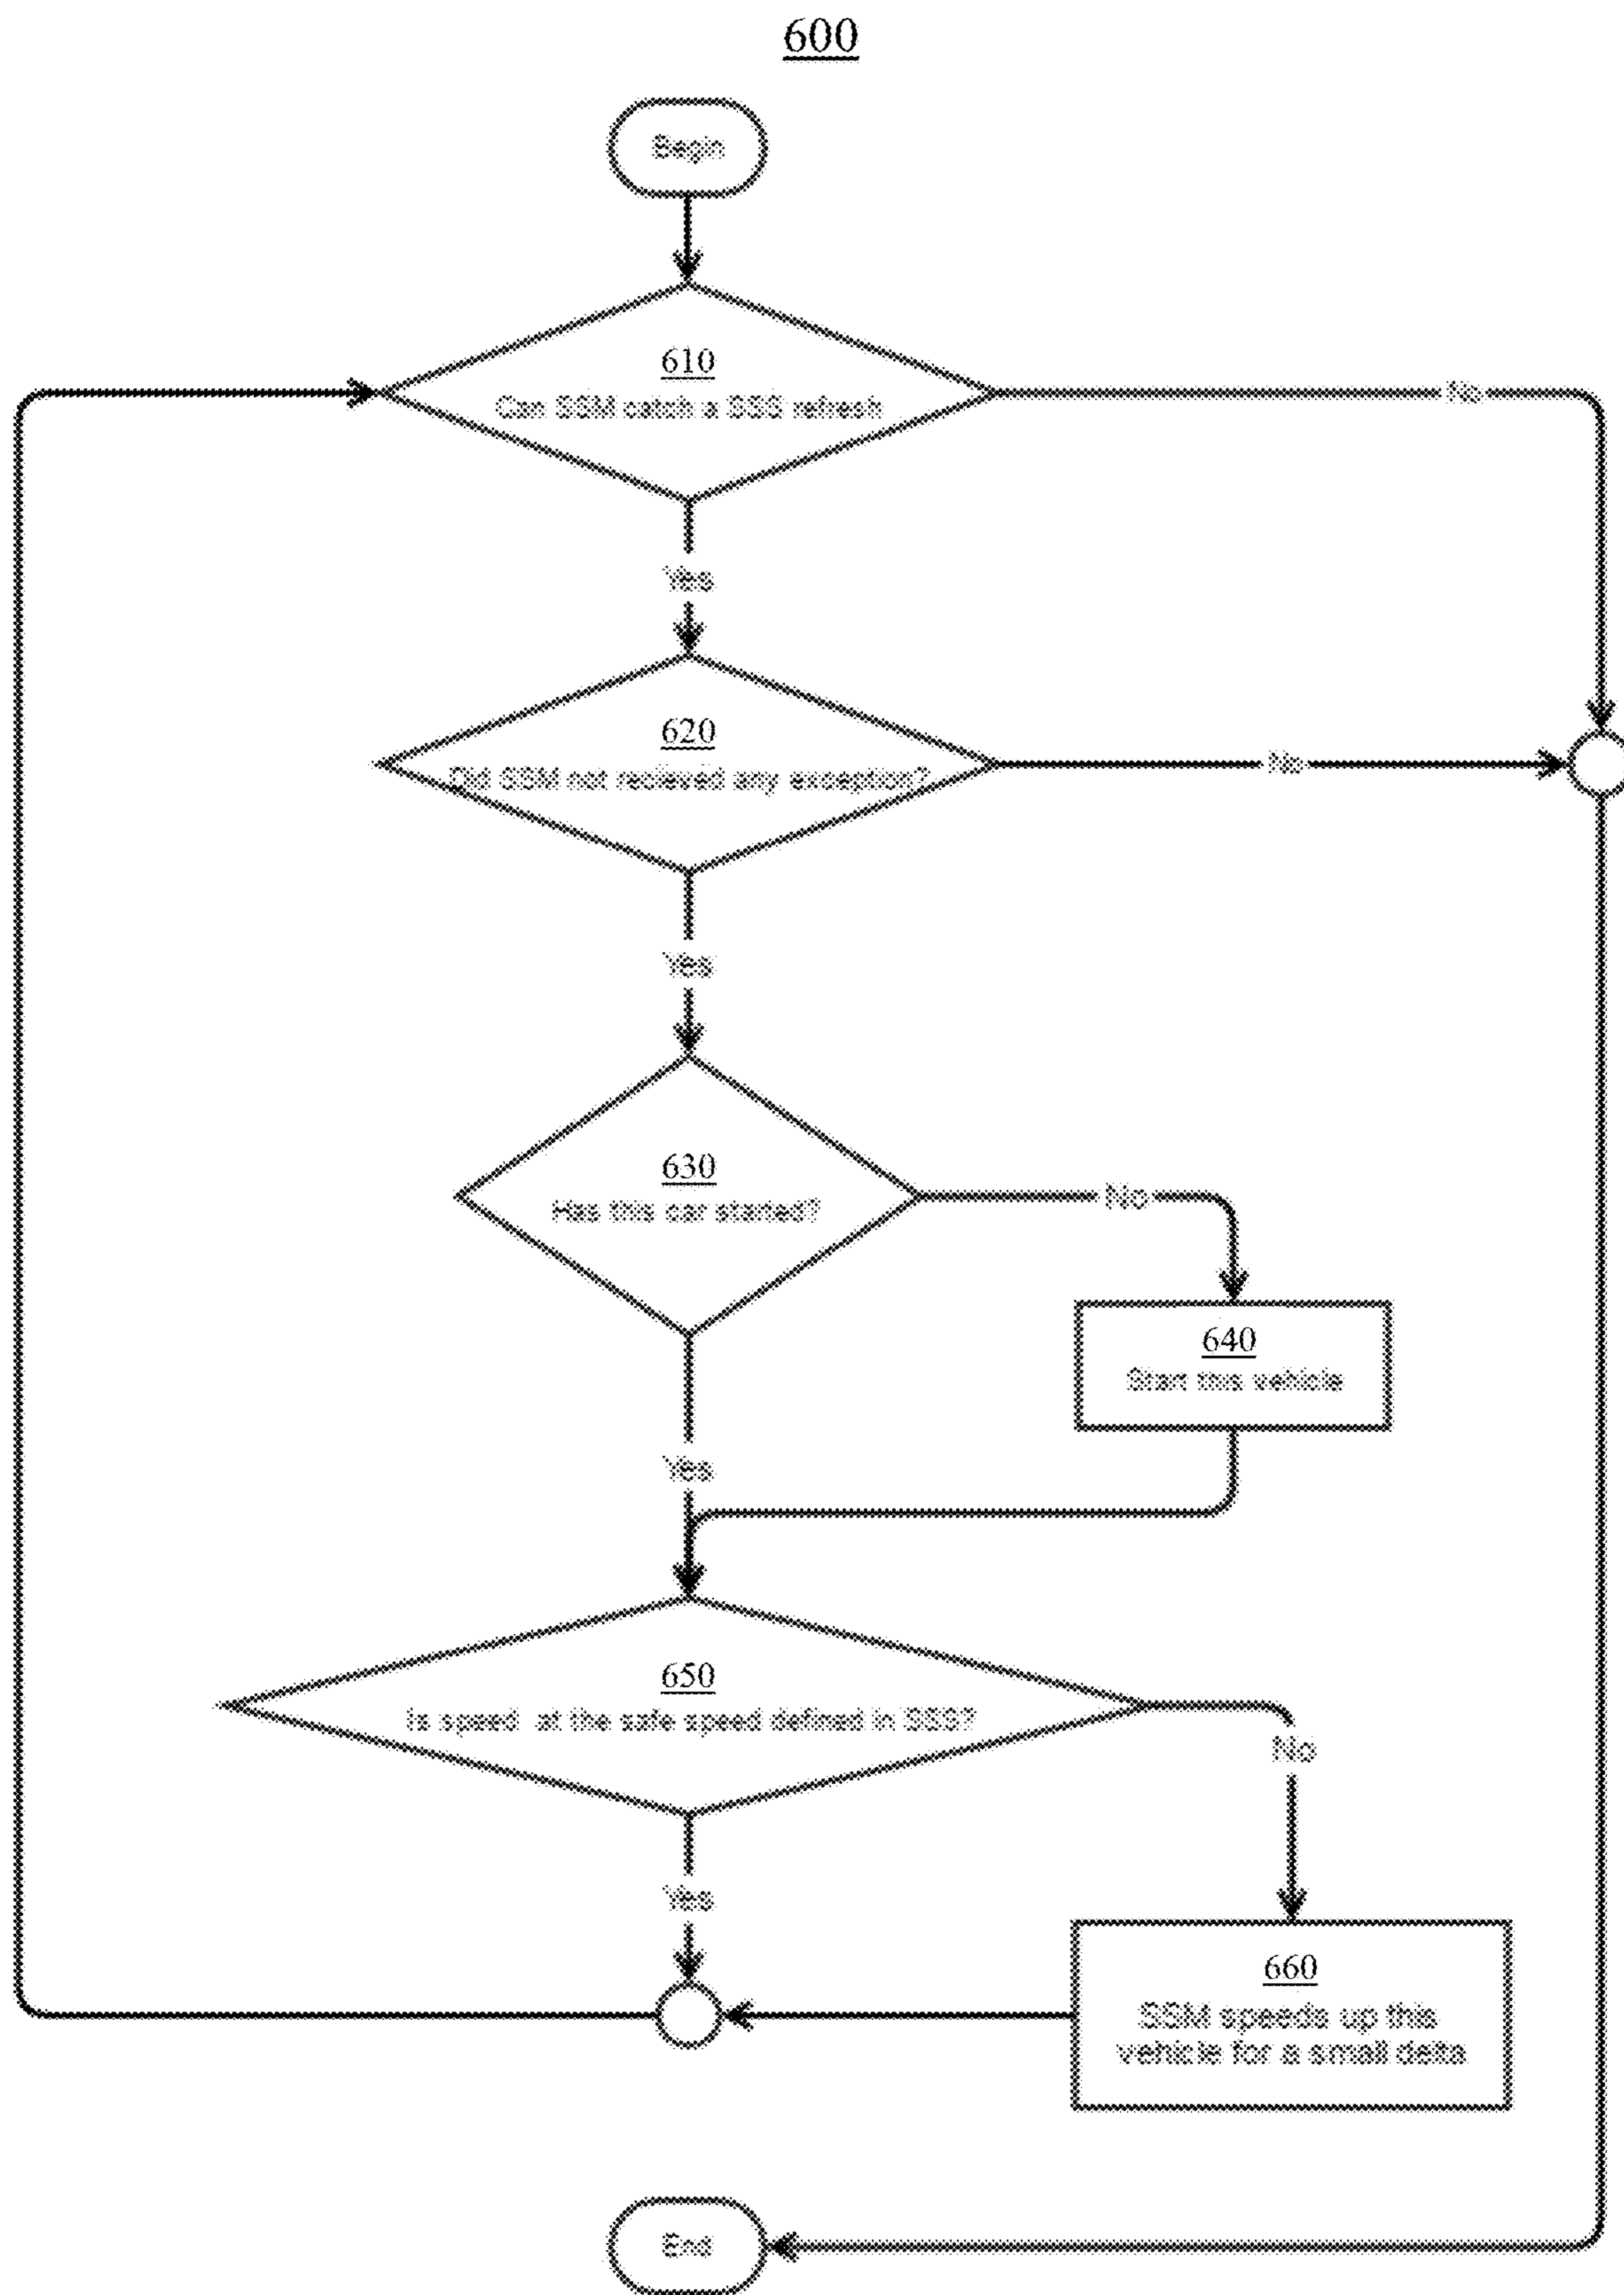 600
Begin
610
Can SSM catch a SSS refresh
No
Yes
620
Did SSM not recieved any exception?
No
Yes
630
Has this car started?
No
640
Start this vehicle
Yes
650
Is speed at the safe speed defined in SSS?
No
Yes
660
SSM speeds up this
vehicle for a small delta
End